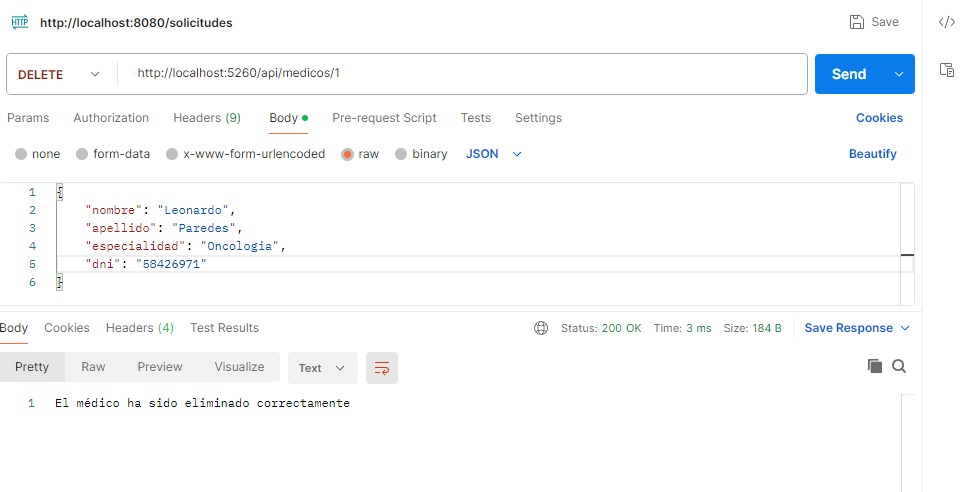 HTTP http://localhost:8080/solicitudes Save </>
DELETE http://localhost:5260/api/medicos/1 Send
Params Authorization Headers (9) Body Pre-request Script Tests Settings Cookies
none form-data x-www-form-urlencoded raw binary JSON Beautify
1 {
2 "nombre": "Leonardo",
3 "apellido": "Paredes",
4 "especialidad": "Oncologia",
5 "dni": "58426971"
6 }
Body Cookies Headers (4) Test Results Status: 200 OK Time: 3 ms Size: 184 B Save Response
Pretty Raw Preview Visualize Text
1 El médico ha sido eliminado correctamente